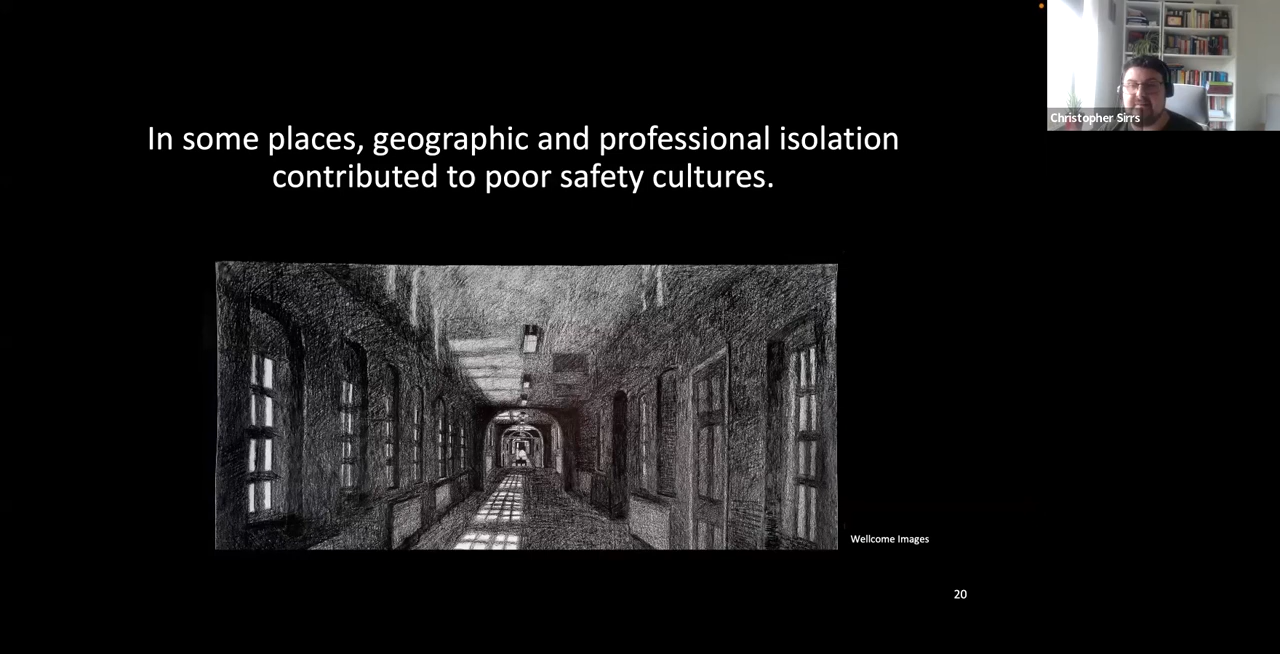 In some places, geographic and professional isolation
contributed to poor safety cultures.
Christopher Sirrs
Wellcome Images
20